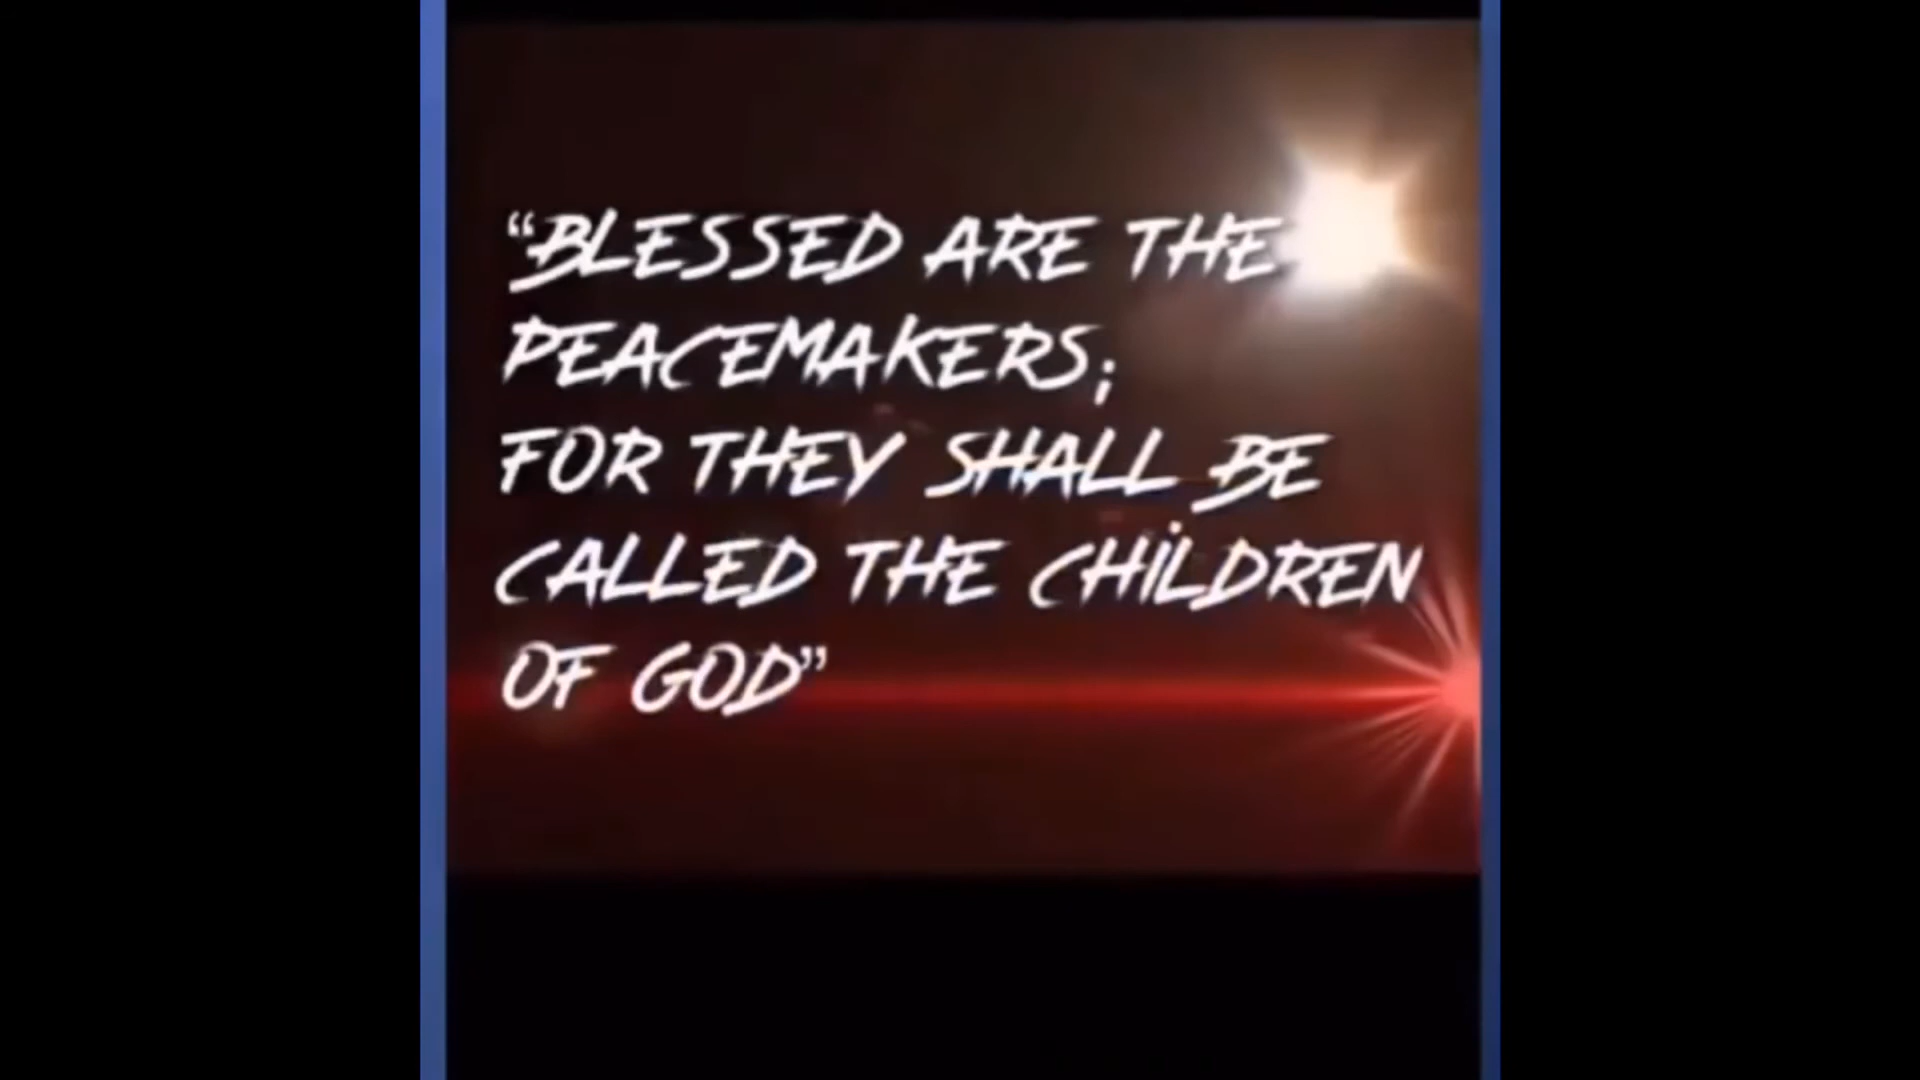 “BLESSED ARE THE
PEACEMAKERS;
FOR THEY SHALL BE
CALLED THE CHILDREN
OF GOD”